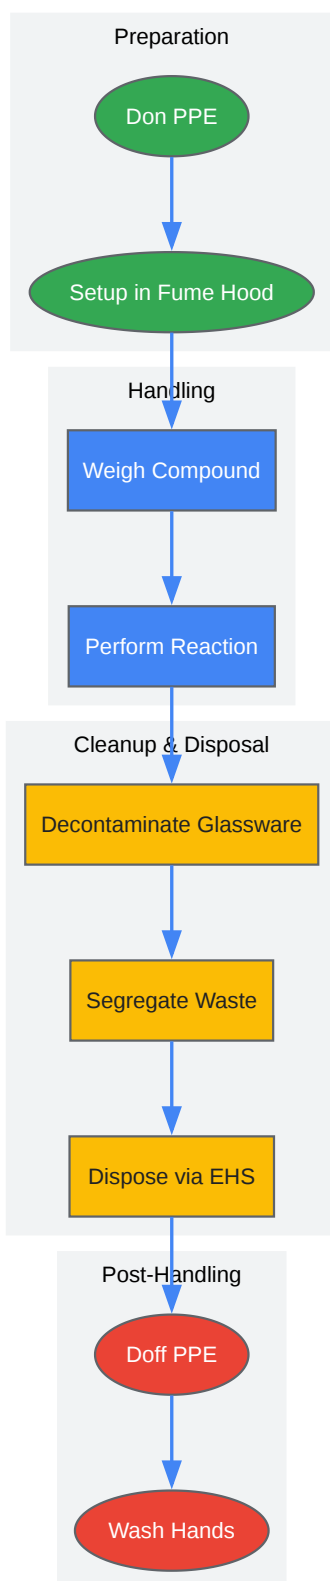 Preparation
Don PPE
Setup in Fume Hood
Handling
Weigh Compound
Perform Reaction
Cleanup & Disposal
Decontaminate Glassware
Segregate Waste
Dispose via EHS
Post-Handling
Doff PPE
Wash Hands